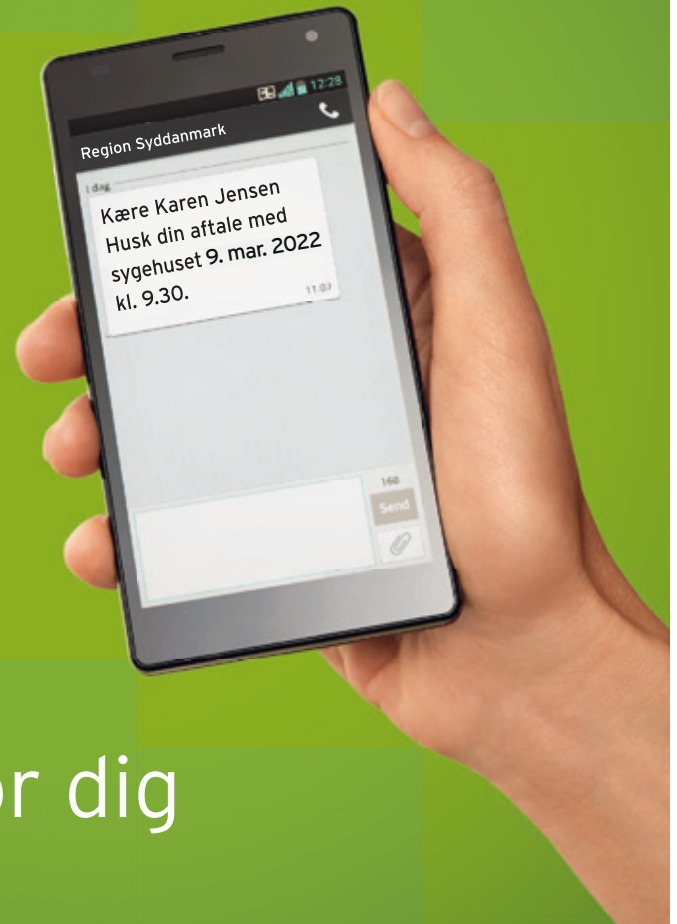 12:28
Region Syddanmark
I dag
Kære Karen Jensen
Husk din aftale med
sygehuset 9. mar. 2022
kl. 9.30.
11:07
160
Send
or dig